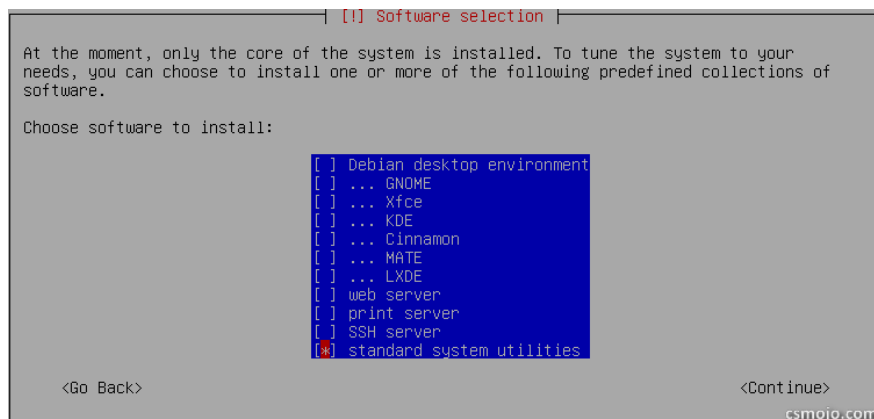 [!] Software selection
At the moment, only the core of the system is installed. To tune the system to your
needs, you can choose to install one or more of the following predefined collections of
software.
Choose software to install:
[ ] Debian desktop environment
[ ] ... GNOME
[ ] ... Xfce
[ ] ... KDE
[ ] ... Cinnamon
[ ] ... MATE
[ ] ... LXDE
[ ] web server
[ ] print server
[ ] SSH server
[*] standard system utilities
<Go Back> <Continue>
csmojo.com